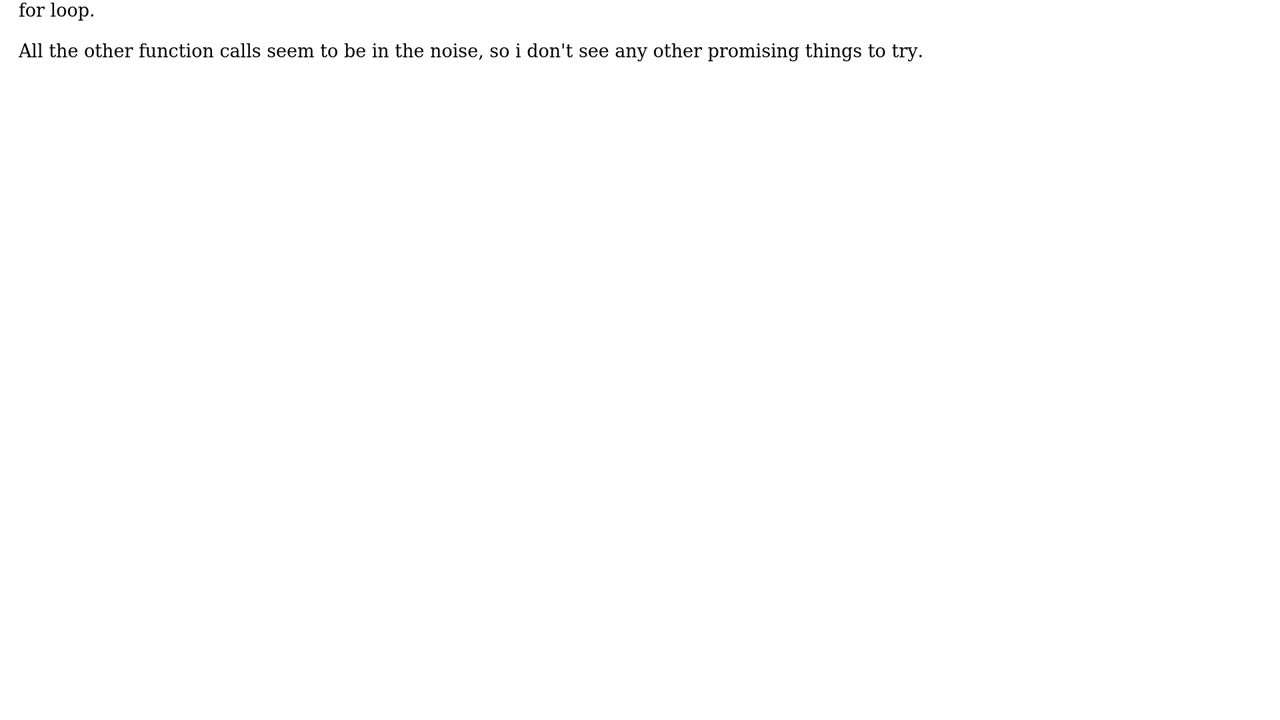 for loop.
All the other function calls seem to be in the noise, so i don't see any other promising things to try.